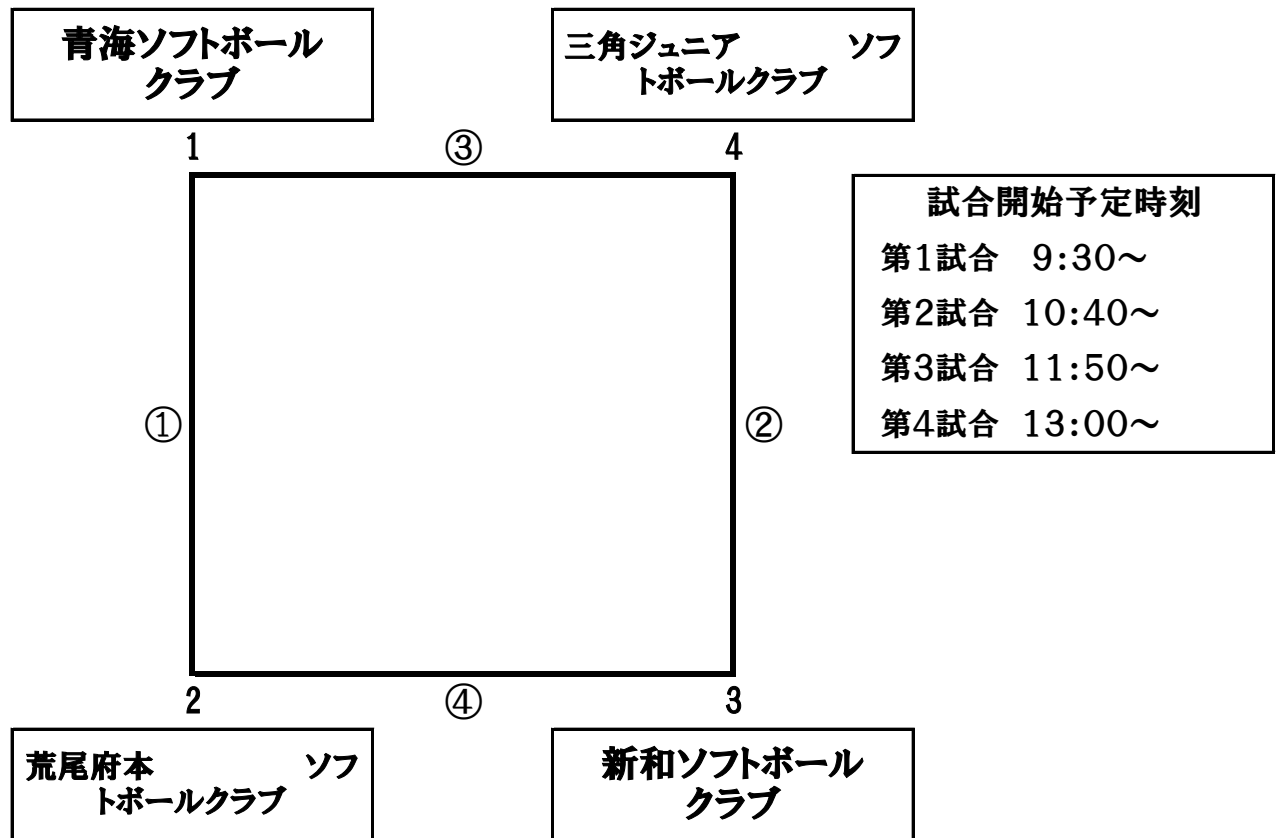 青海ソフトボール
クラブ
三角ジュニア　　　ソフ
トボールクラブ
1
③
4
試合開始予定時刻
第1試合　9:30～
第2試合　10:40～
第3試合　11:50～
第4試合　13:00～
①
②
2
④
3
荒尾府本　　　　ソフ
トボールクラブ
新和ソフトボール
クラブ